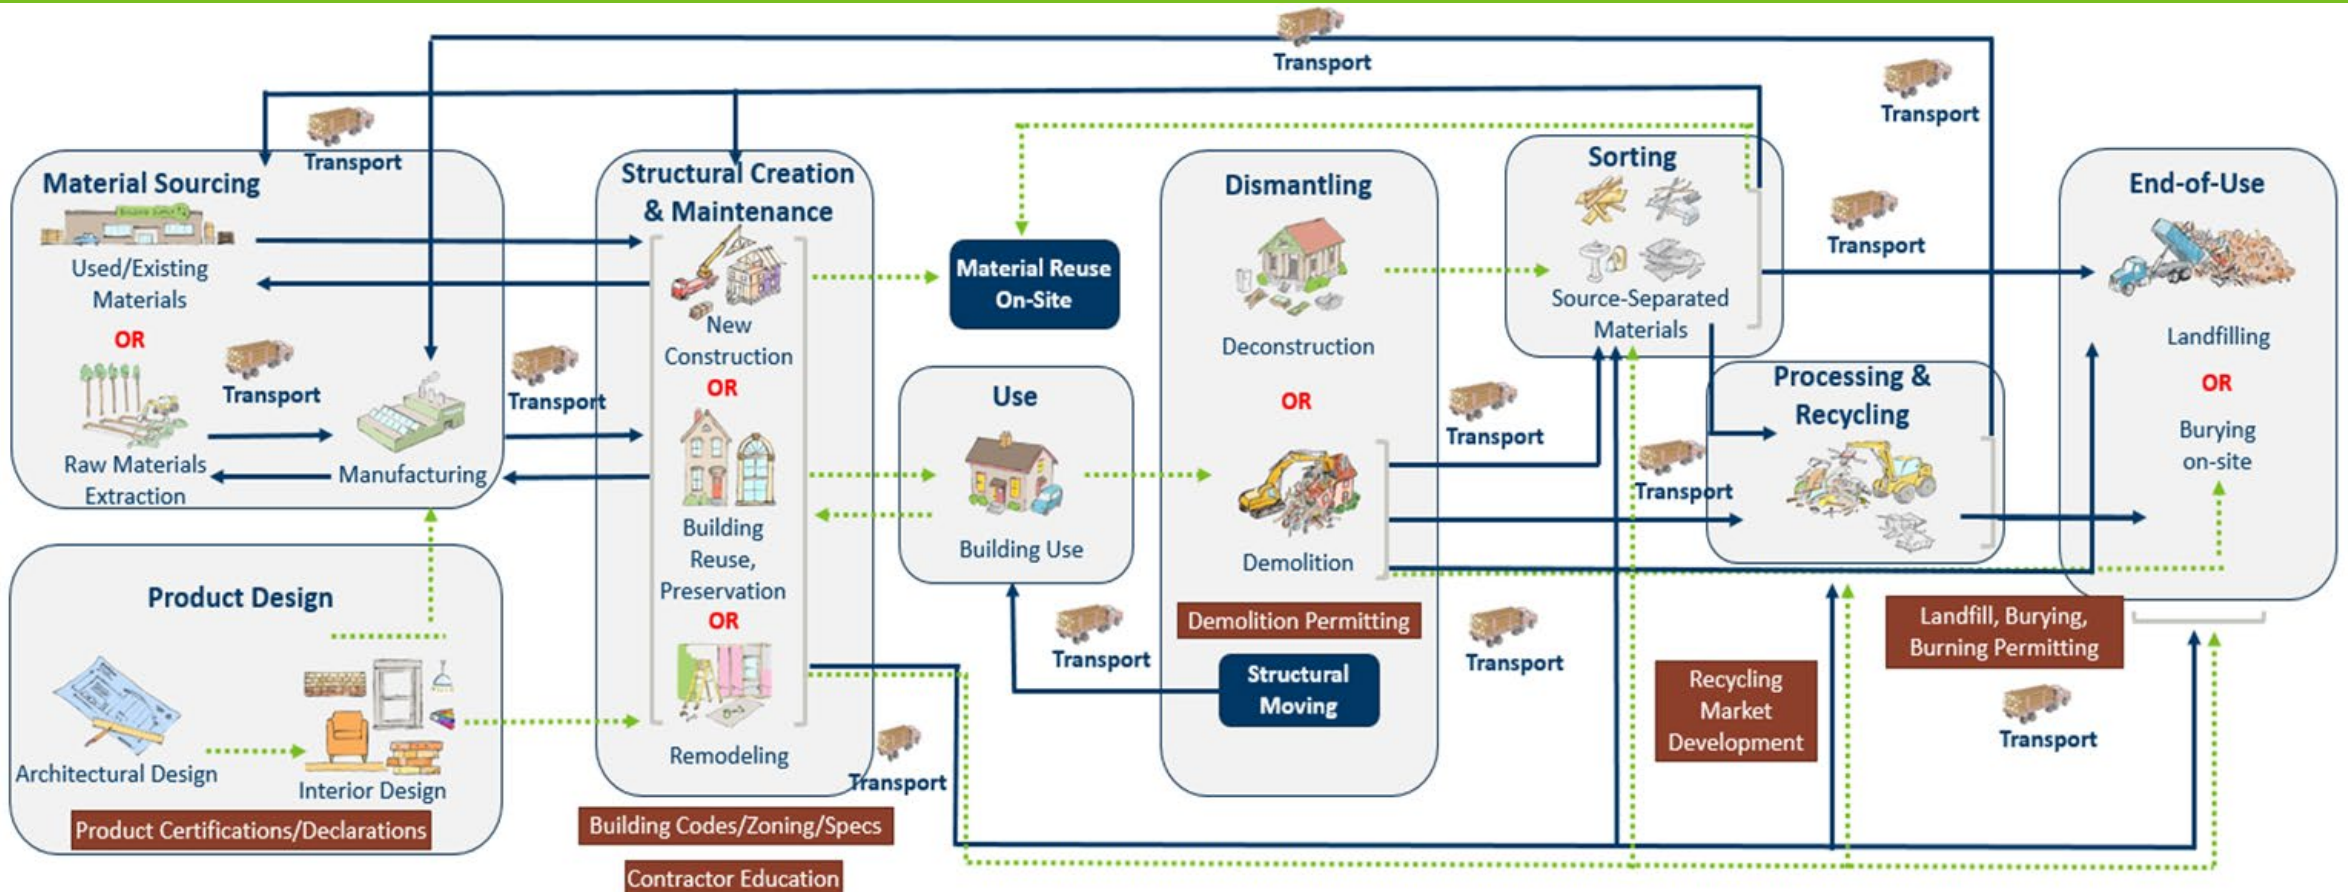 Transport
Transport
Transport
Material Sourcing
Used/Existing
Materials
OR
Transport
Raw Materials
Extraction
Manufacturing
Transport
Product Design
Architectural Design
Interior Design
Product Certifications/Declarations
Structural Creation
& Maintenance
New
Construction
OR
Building
Reuse,
Preservation
OR
Remodeling
Transport
Building Codes/Zoning/Specs
Contractor Education
Material Reuse
On-Site
Use
Building Use
Transport
Dismantling
Deconstruction
OR
Demolition
Demolition Permitting
Structural
Moving
Transport
Transport
Sorting
Source-Separated
Materials
Transport
Transport
Processing &
Recycling
Recycling
Market
Development
End-of-Use
Landfilling
OR
Burying
on-site
Landfill, Burying,
Burning Permitting
Transport